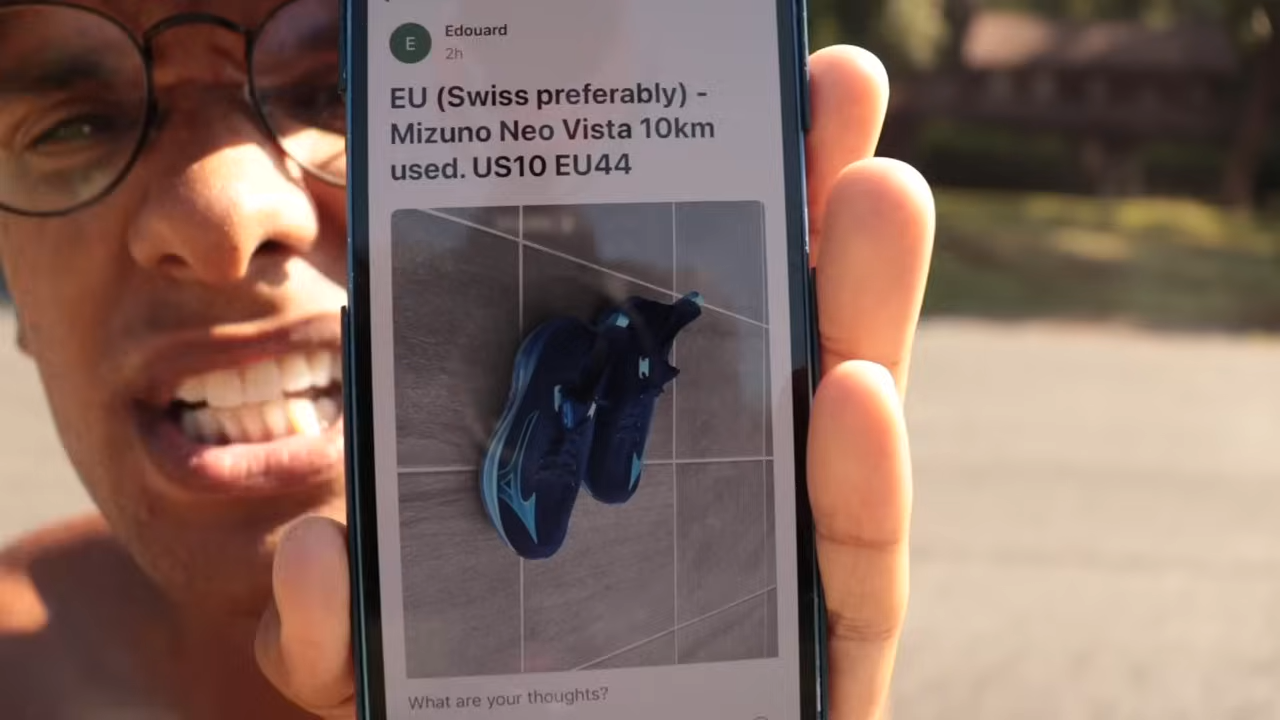 E
Edouard
2h
EU (Swiss preferably) -
Mizuno Neo Vista 10km
used. US10 EU44
What are your thoughts?